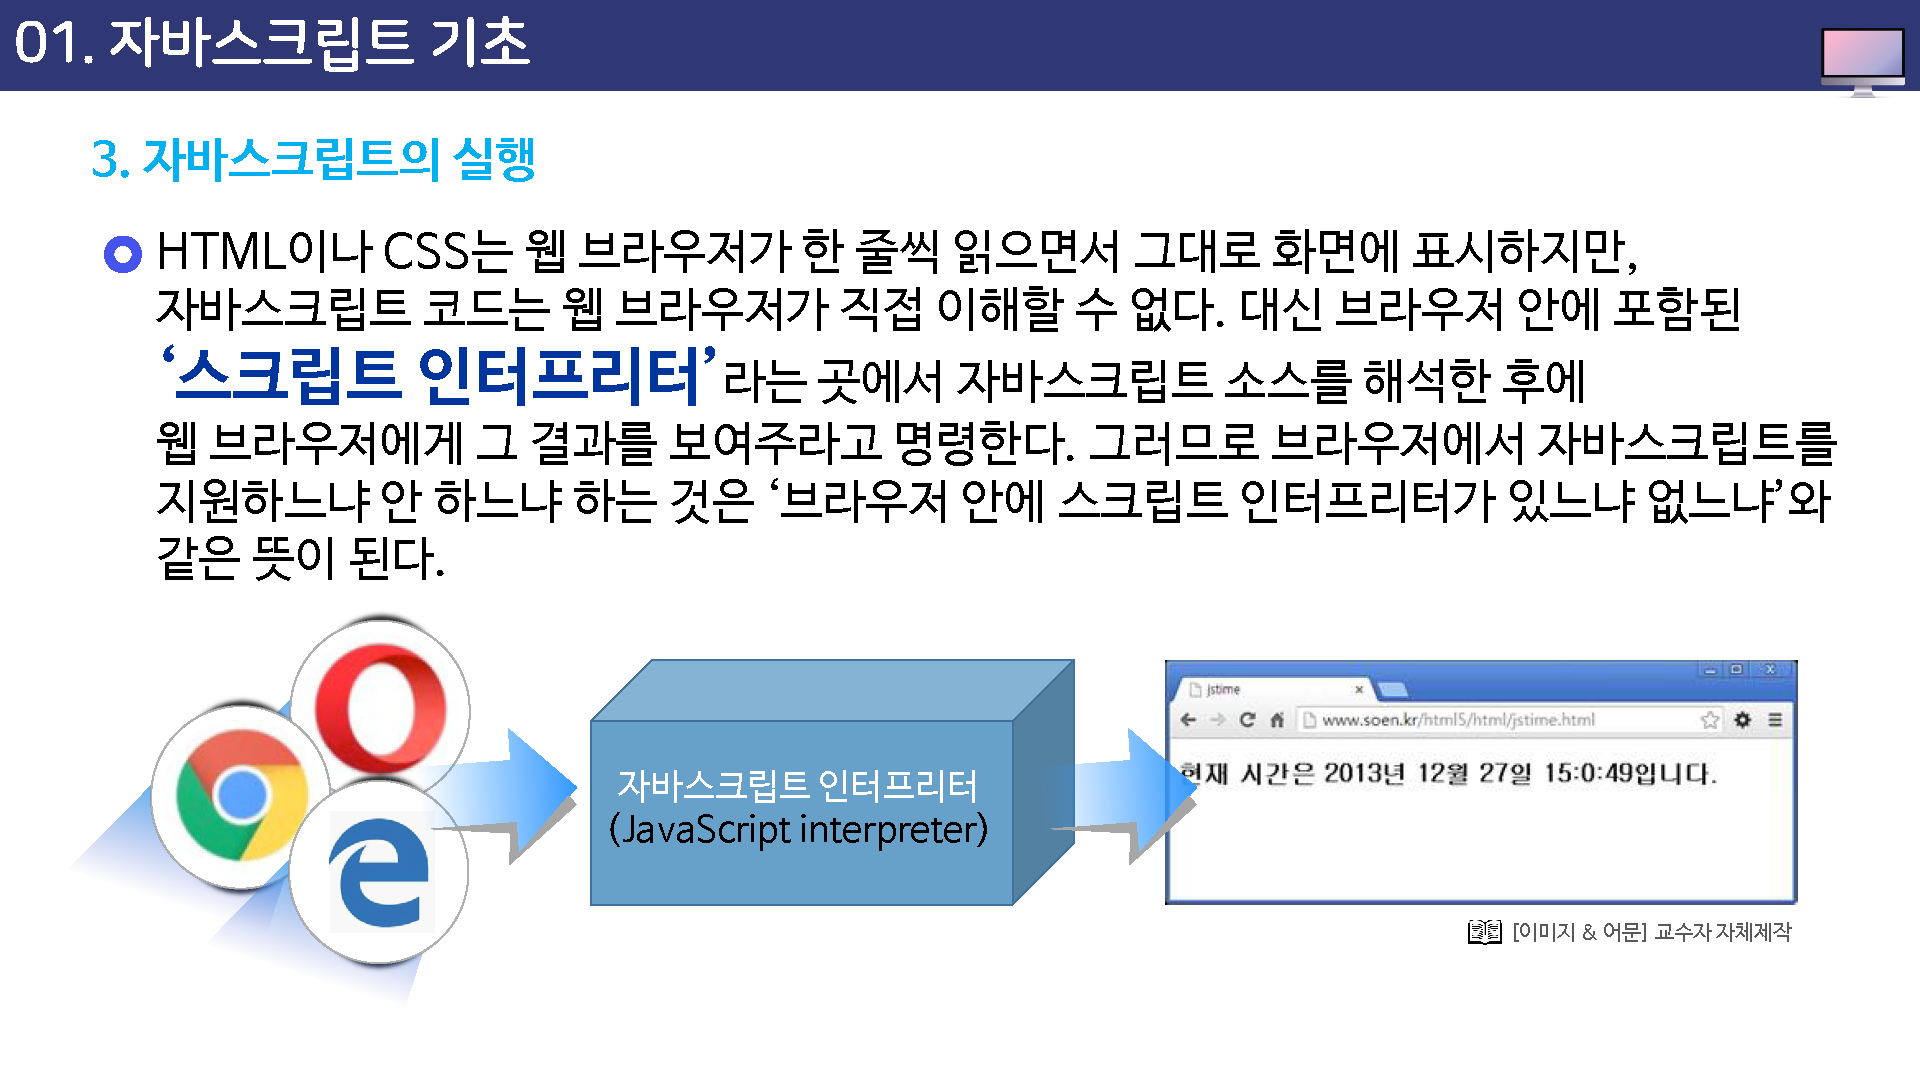 01. 자바스크립트 기초
3. 자바스크립트의 실행
HTML이나 CSS는 웹 브라우저가 한 줄씩 읽으면서 그대로 화면에 표시하지만,
자바스크립트 코드는 웹 브라우저가 직접 이해할 수 없다. 대신 브라우저 안에 포함된
‘스크립트 인터프리터’라는 곳에서 자바스크립트 소스를 해석한 후에
웹 브라우저에게 그 결과를 보여주라고 명령한다. 그러므로 브라우저에서 자바스크립트를
지원하느냐 안 하느냐 하는 것은 ‘브라우저 안에 스크립트 인터프리터가 있느냐 없느냐’와
같은 뜻이 된다.
자바스크립트 인터프리터
(JavaScript interpreter)
jstime
www.soen.kr/html5/html/jstime.html
현재 시간은 2013년 12월 27일 15:0:49입니다.
[이미지 & 어문] 교수자 자체제작